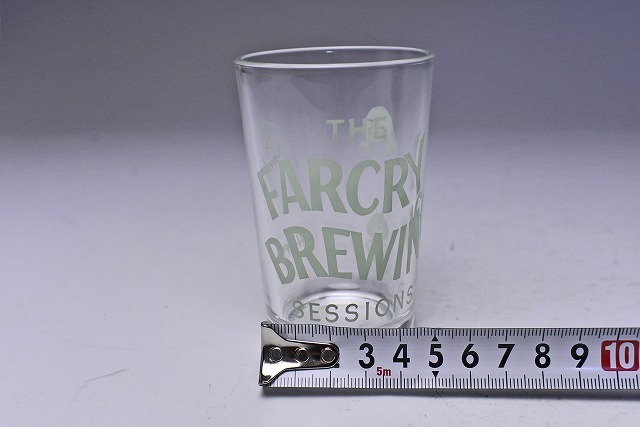 THE
FARCRY
BREWIN
SESSIONS
3 4 5 6 7 8 9 10
5m